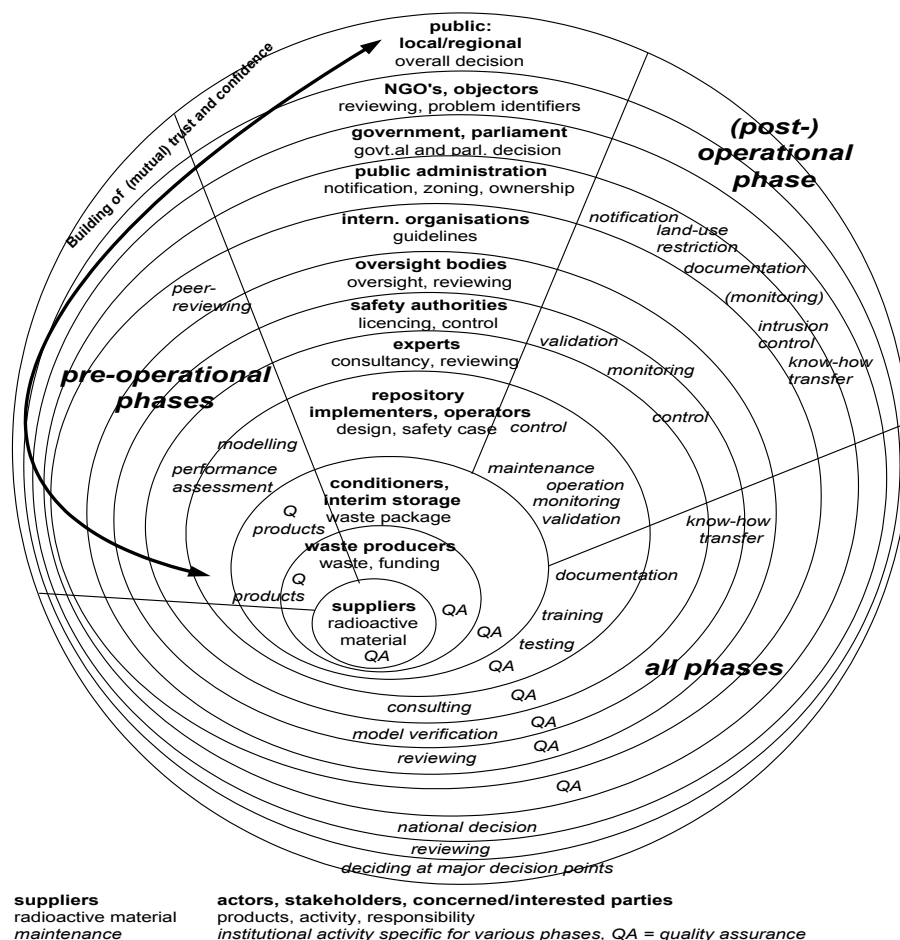 public:
local/regional
overall decision
Building of (mutual) trust and confidence
NGO's, objectors
reviewing, problem identifiers
government, parliament
govt.al and parl. decision
(post-)
operational
phase
public administration
notification, zoning, ownership
intern. organisations
guidelines
notification
land-use
restriction
documentation
(monitoring)
intrusion
control
know-how
transfer
oversight bodies
oversight, reviewing
peer-
reviewing
safety authorities
licencing, control
experts
consultancy, reviewing
validation
monitoring
control
pre-operational
phases
repository
implementers, operators
design, safety case
control
modelling
performance
assessment
maintenance
operation
monitoring
validation
conditioners,
interim storage
waste package
Q
products
know-how
transfer
waste producers
waste, funding
Q
products
documentation
suppliers
radioactive
material
QA
QA
training
QA
testing
QA
all phases
QA
consulting
QA
model verification
QA
reviewing
QA
national decision
reviewing
deciding at major decision points
suppliers actors, stakeholders, concerned/interested parties
radioactive material products, activity, responsibility
maintenance institutional activity specific for various phases, QA = quality assurance